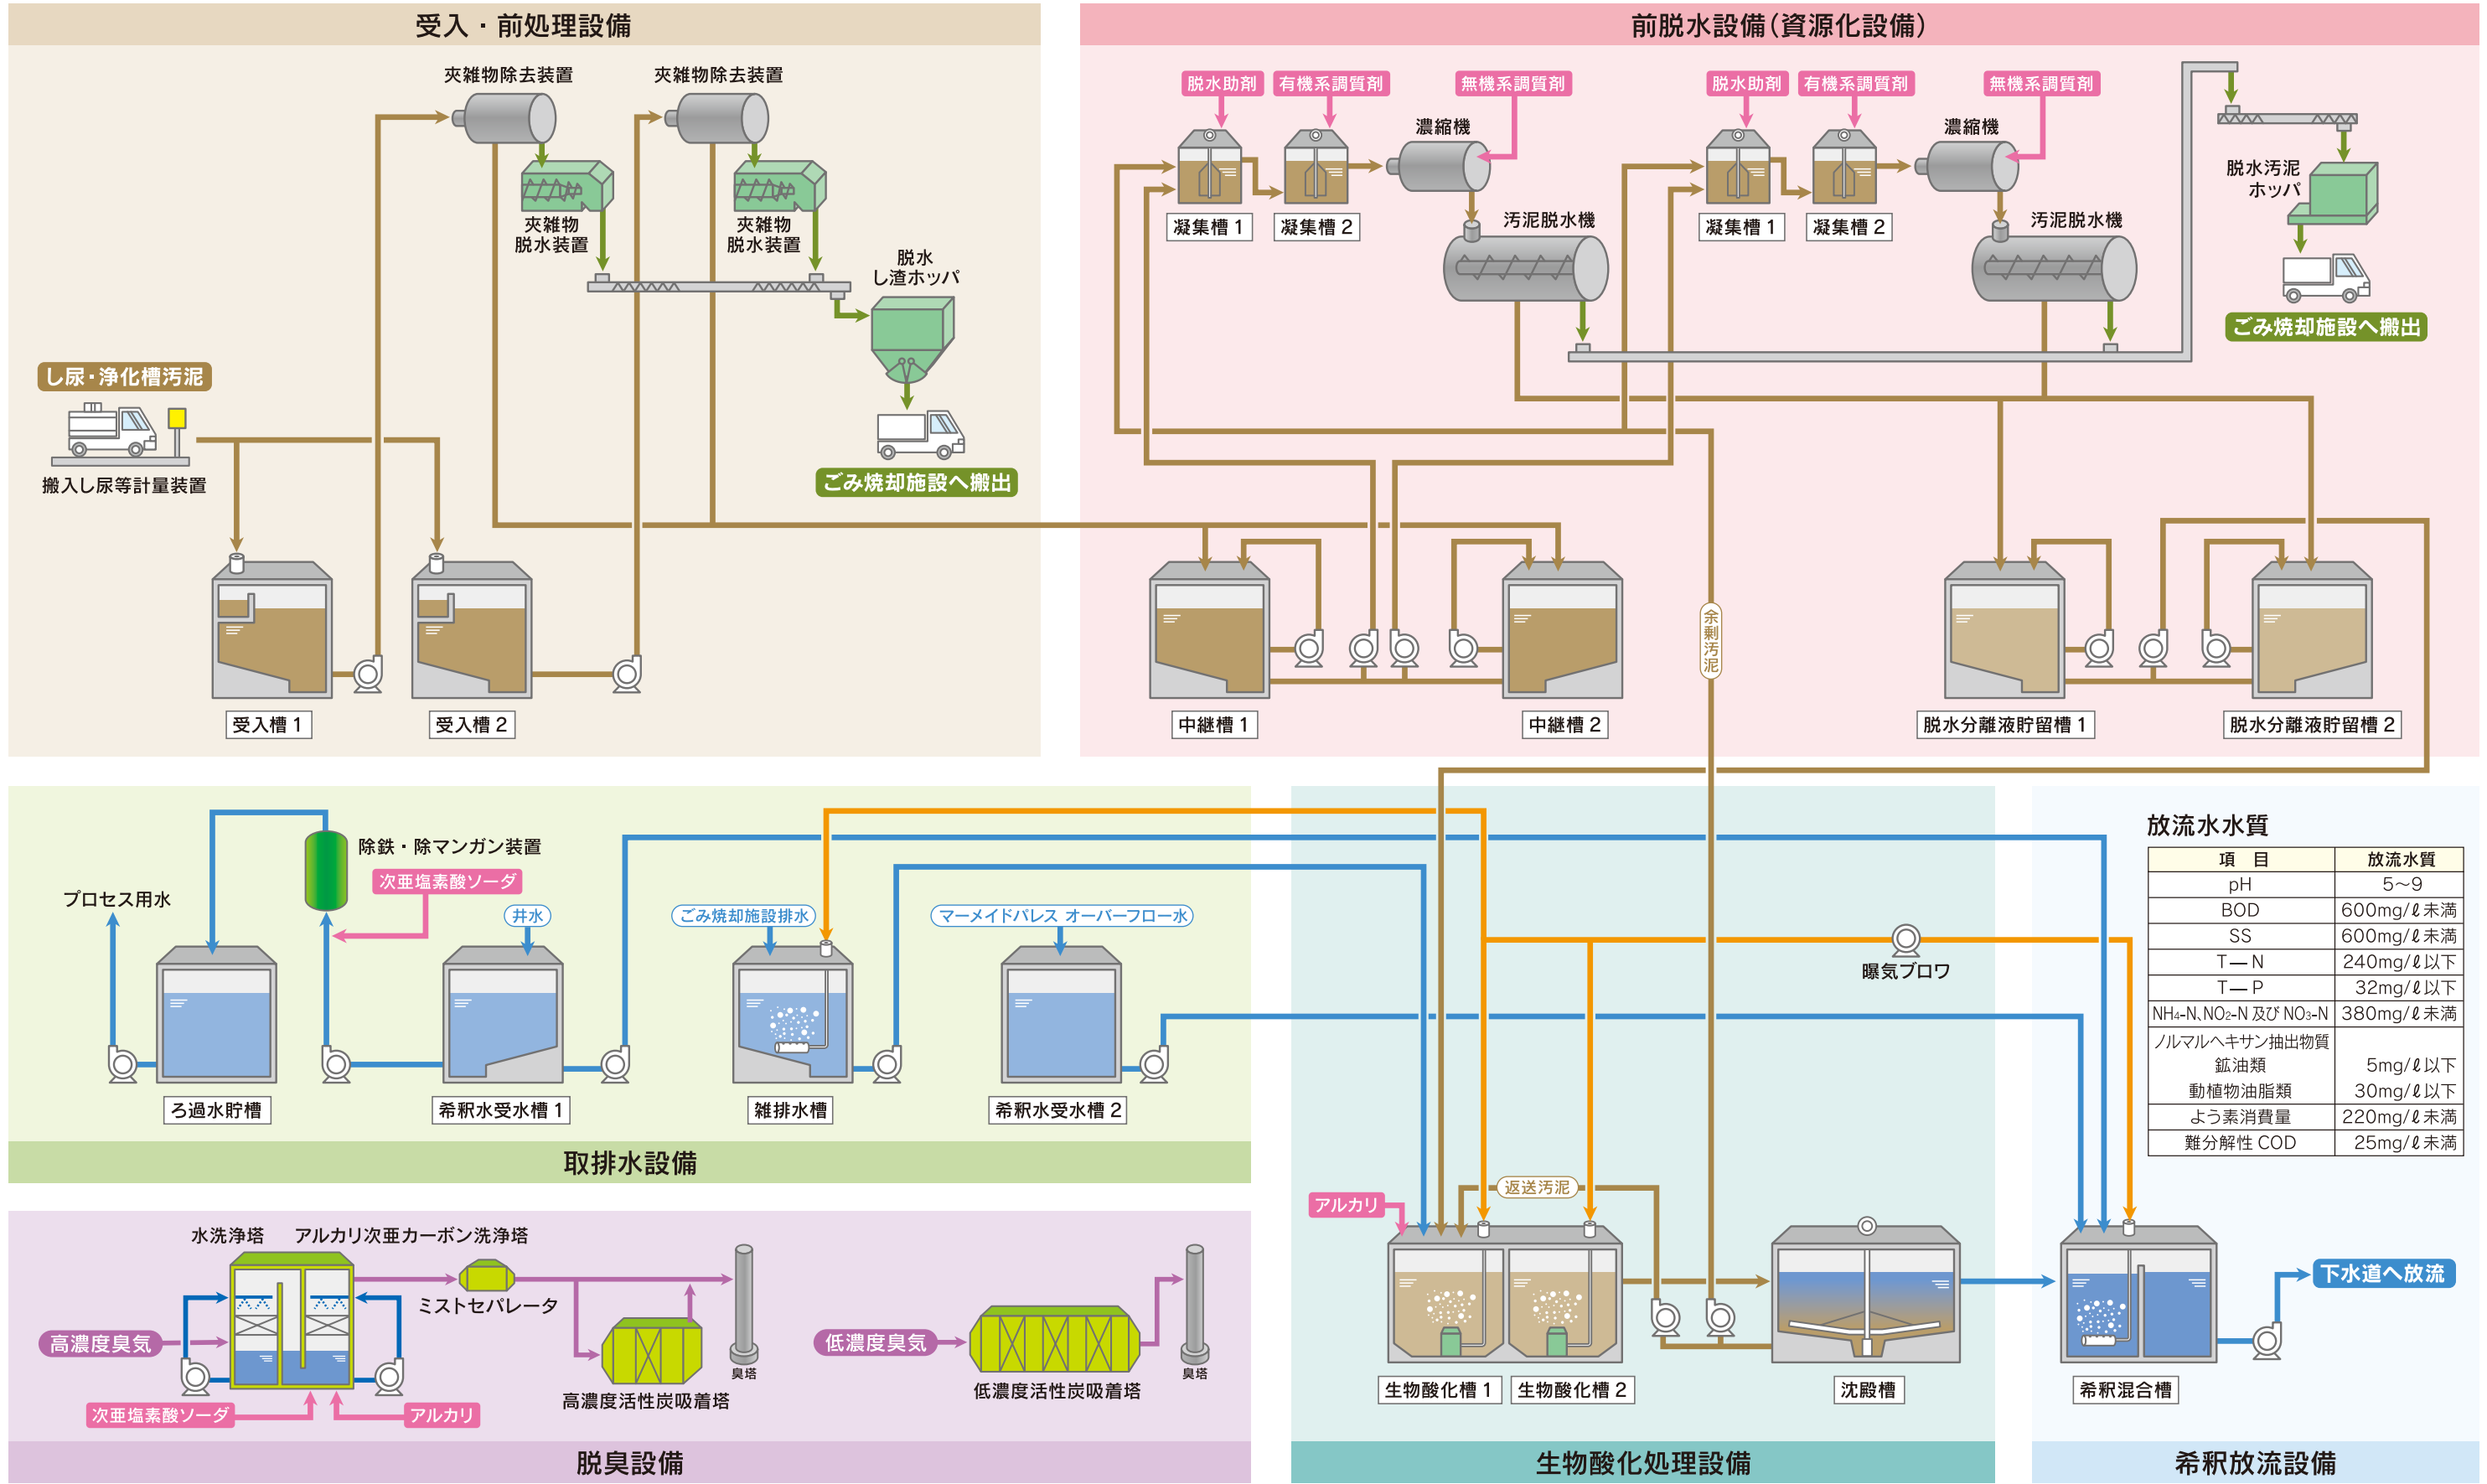 受入・前処理設備
夾雑物除去装置
夾雑物除去装置
夾雑物
脱水装置
夾雑物
脱水装置
脱水
し渣ホッパ
し尿・浄化槽汚泥
搬入し尿等計量装置
ごみ焼却施設へ搬出
受入槽 1
受入槽 2
前脱水設備(資源化設備)
脱水助剤
有機系調質剤
無機系調質剤
脱水助剤
有機系調質剤
無機系調質剤
濃縮機
濃縮機
凝集槽 1
凝集槽 2
汚泥脱水機
凝集槽 1
凝集槽 2
汚泥脱水機
脱水汚泥
ホッパ
ごみ焼却施設へ搬出
余剰汚泥
中継槽 1
中継槽 2
脱水分離液貯留槽 1
脱水分離液貯留槽 2
除鉄・除マンガン装置
次亜塩素酸ソーダ
プロセス用水
井水
ごみ焼却施設排水
マーメイドパレス オーバーフロー水
ろ過水貯槽
希釈水受水槽 1
雑排水槽
希釈水受水槽 2
取排水設備
曝気ブロワ
アルカリ
返送汚泥
生物酸化槽 1
生物酸化槽 2
沈殿槽
生物酸化処理設備
放流水水質
項 目 放流水質
pH 5〜9
BOD 600mg/ℓ未満
SS 600mg/ℓ未満
T—N 240mg/ℓ以下
T—P 32mg/ℓ以下
NH4-N、NO2-N 及び NO3-N 380mg/ℓ未満
ノルマルヘキサン抽出物質
鉱油類 5mg/ℓ以下
動植物油脂類 30mg/ℓ以下
よう素消費量 220mg/ℓ未満
難分解性 COD 25mg/ℓ未満
下水道へ放流
希釈混合槽
希釈放流設備
水洗浄塔
アルカリ次亜カーボン洗浄塔
ミストセパレータ
高濃度臭気
次亜塩素酸ソーダ
アルカリ
高濃度活性炭吸着塔
臭塔
低濃度臭気
低濃度活性炭吸着塔
臭塔
脱臭設備